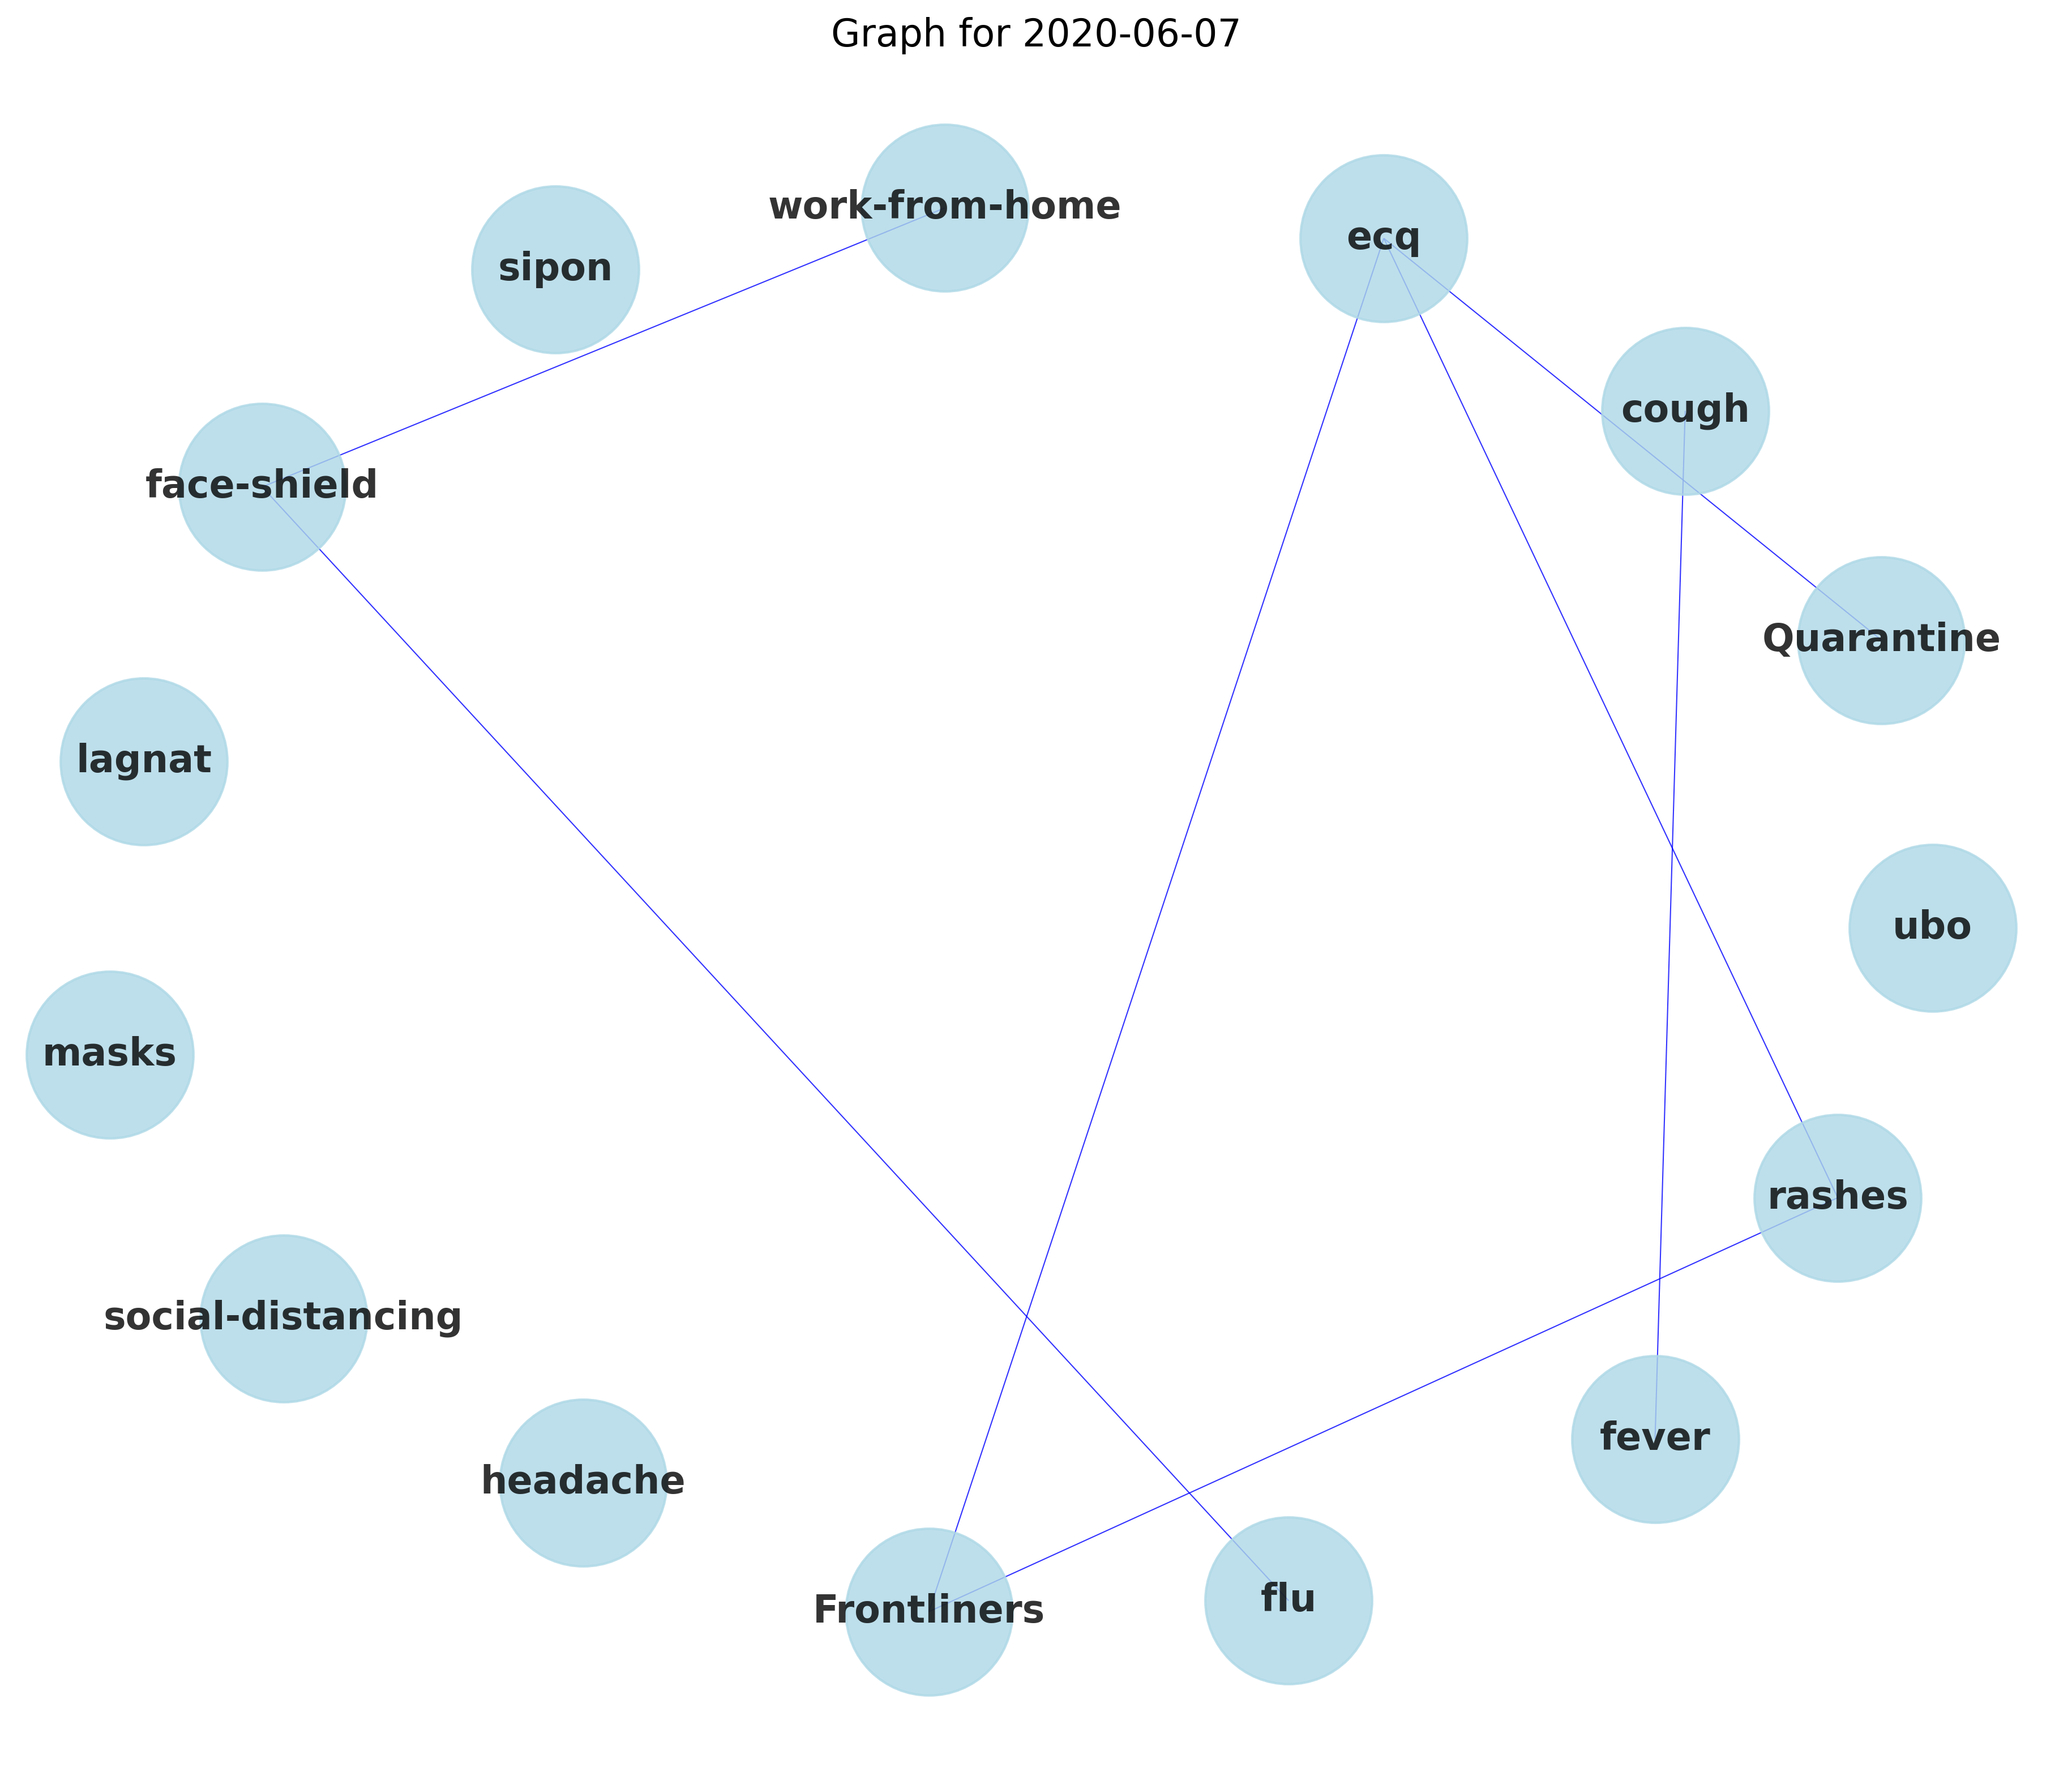 Graph for 2020-06-07
work-from-home
ecq
sipon
cough
face-shield
Quarantine
lagnat
ubo
masks
rashes
social-distancing
fever
headache
flu
Frontliners